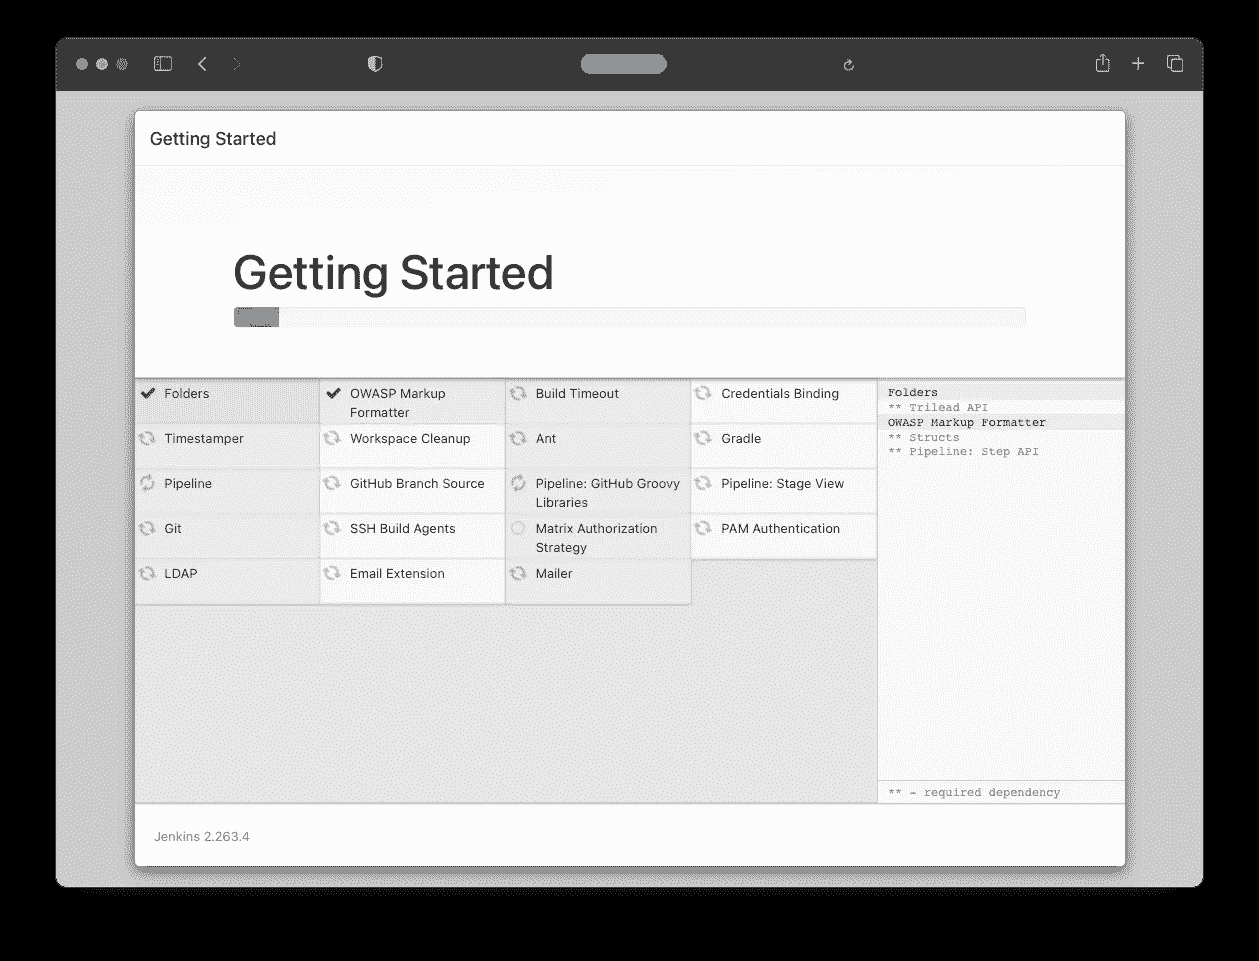 Getting Started
Getting Started
Folders
OWASP Markup
Formatter
Build Timeout
Credentials Binding
Timestamper
Workspace Cleanup
Ant
Gradle
Pipeline
GitHub Branch Source
Pipeline: GitHub Groovy
Libraries
Pipeline: Stage View
Git
SSH Build Agents
Matrix Authorization
Strategy
PAM Authentication
LDAP
Email Extension
Mailer
Folders
** Trilead API
OWASP Markup Formatter
** Structs
** Pipeline: Step API
** - required dependency
Jenkins 2.263.4